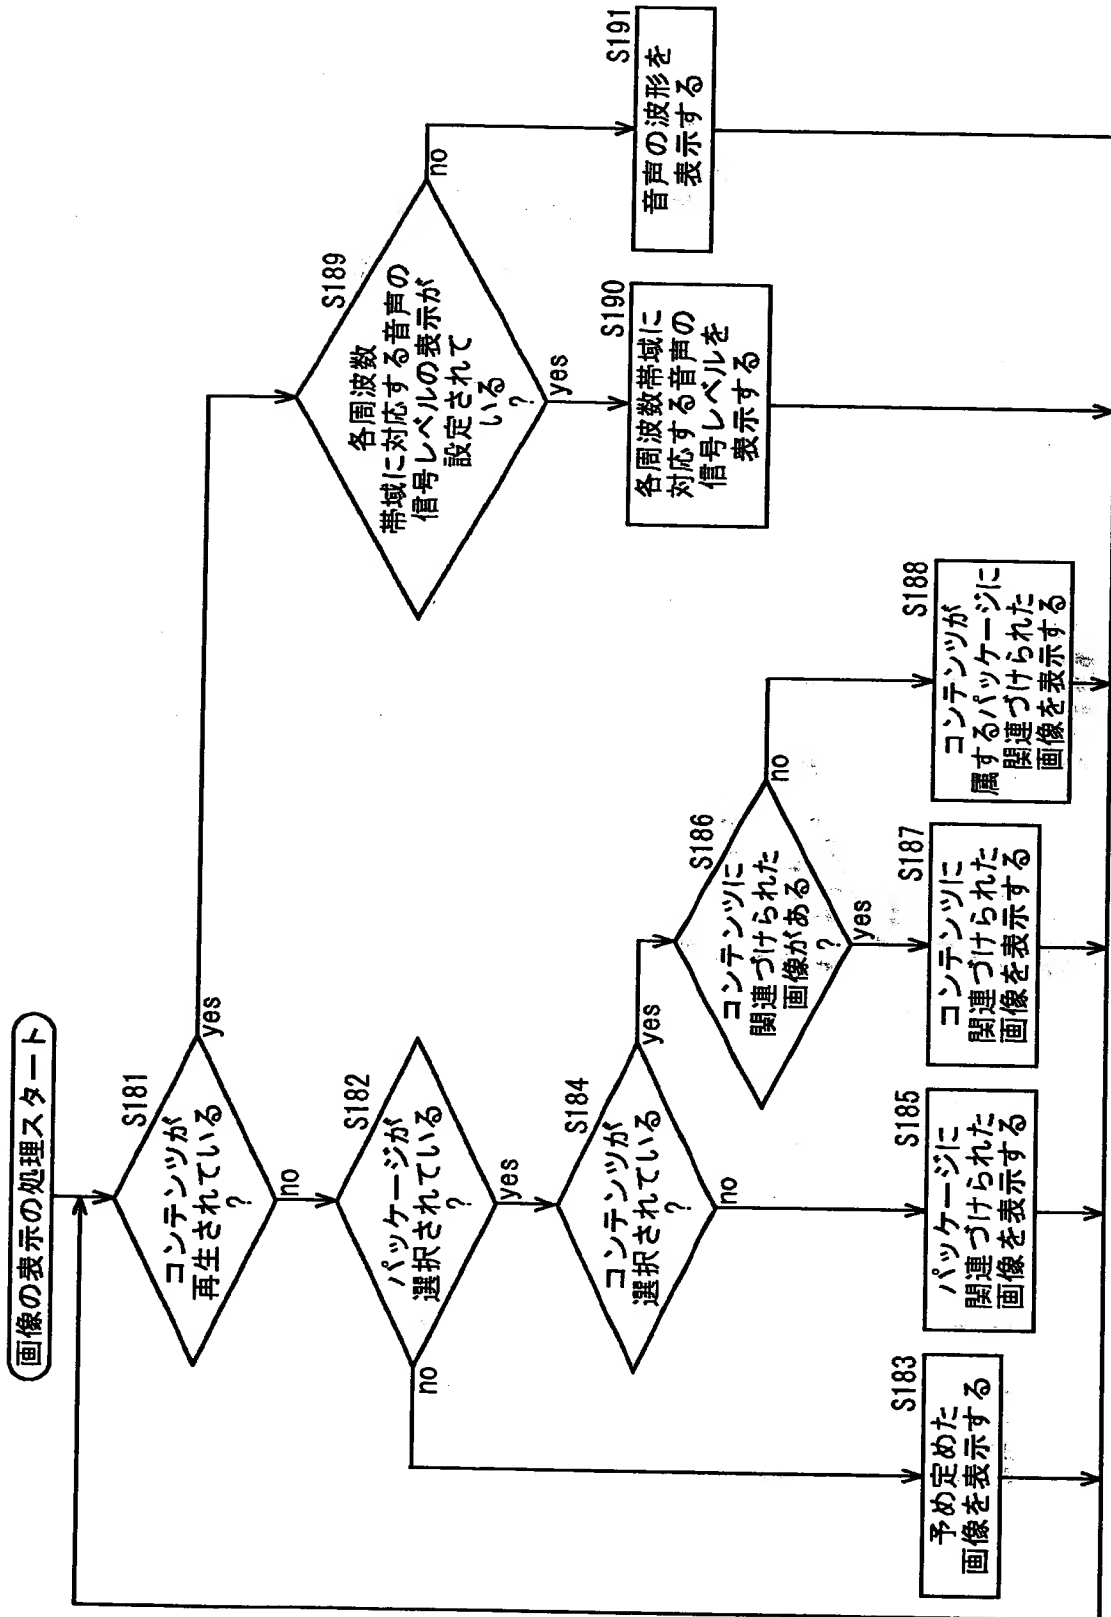 画像の表示の処理スタート
S181
コンテンツが
再生されている
?
yes
no
S182
パッケージが
選択されている
?
no
yes
S184
コンテンツが
選択されている
?
yes
no
S186
コンテンツに
関連づけられた
画像がある
?
no
yes
S189
各周波数
帯域に対応する音声の
信号レベルの表示が
設定されて
いる
?
no
yes
S183
予め定めた
画像を表示する
S185
パッケージに
関連づけられた
画像を表示する
S187
コンテンツに
関連づけられた
画像を表示する
S188
コンテンツが
属するパッケージに
関連づけられた
画像を表示する
S190
各周波数帯域に
対応する音声の
信号レベルを
表示する
S191
音声の波形を
表示する